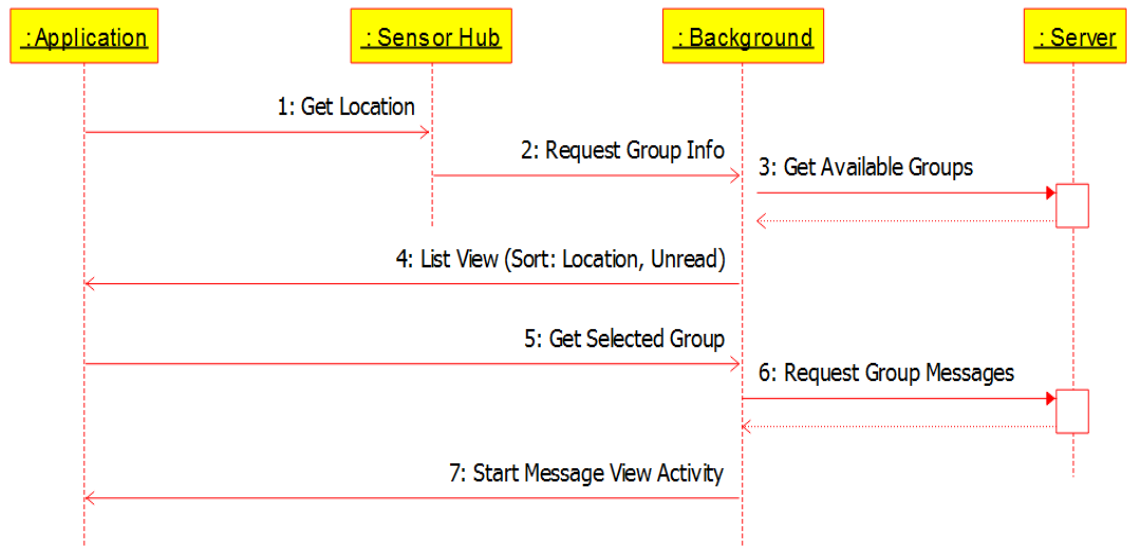 :Application
: Sensor Hub
: Background
: Server
1: Get Location
2: Request Group Info
3: Get Available Groups
4: List View (Sort: Location, Unread)
5: Get Selected Group
6: Request Group Messages
7: Start Message View Activity